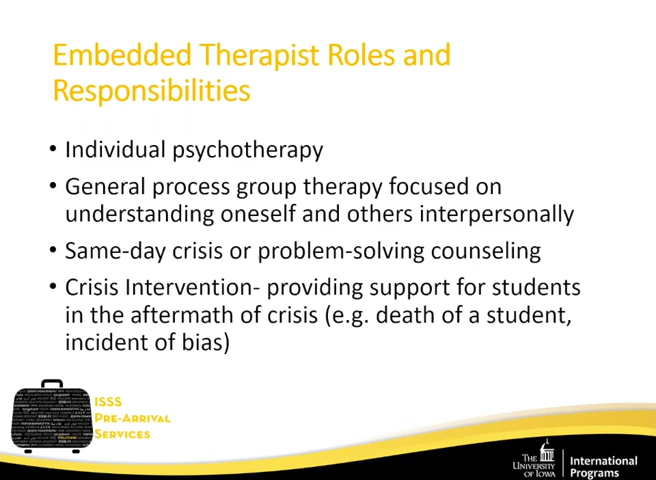 Embedded Therapist Roles and
Responsibilities
• Individual psychotherapy
• General process group therapy focused on
understanding oneself and others interpersonally
• Same-day crisis or problem-solving counseling
• Crisis Intervention- providing support for students
in the aftermath of crisis (e.g. death of a student,
incident of bias)
ISSS
Pre-Arrival
Services
The
University
of Iowa
International
Programs